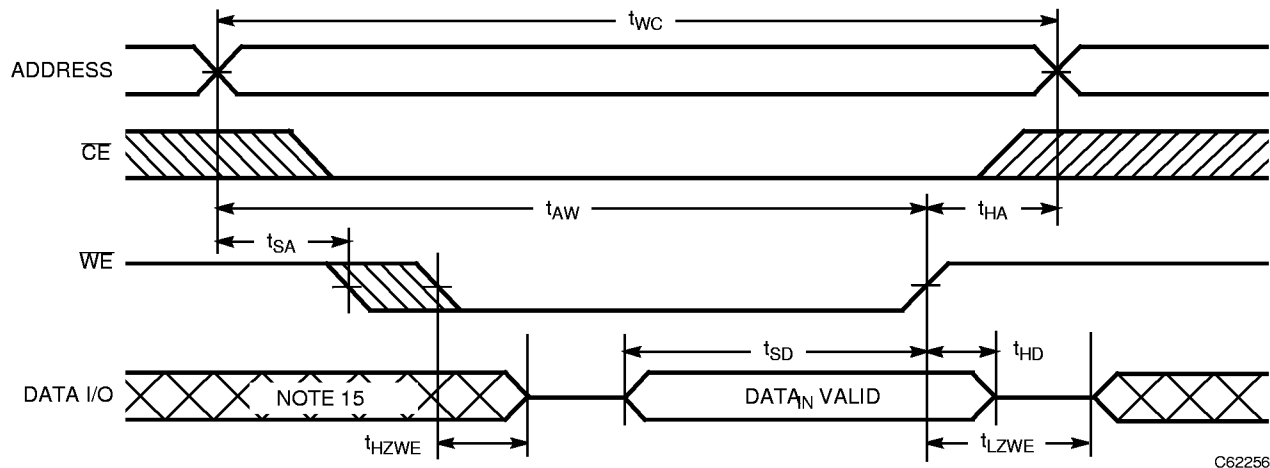 tWC
ADDRESS
CE
tAW
tHA
tSA
WE
tSD
tHD
DATA I/O
NOTE 15
DATAIN VALID
tHZWE
tLZWE
C62256